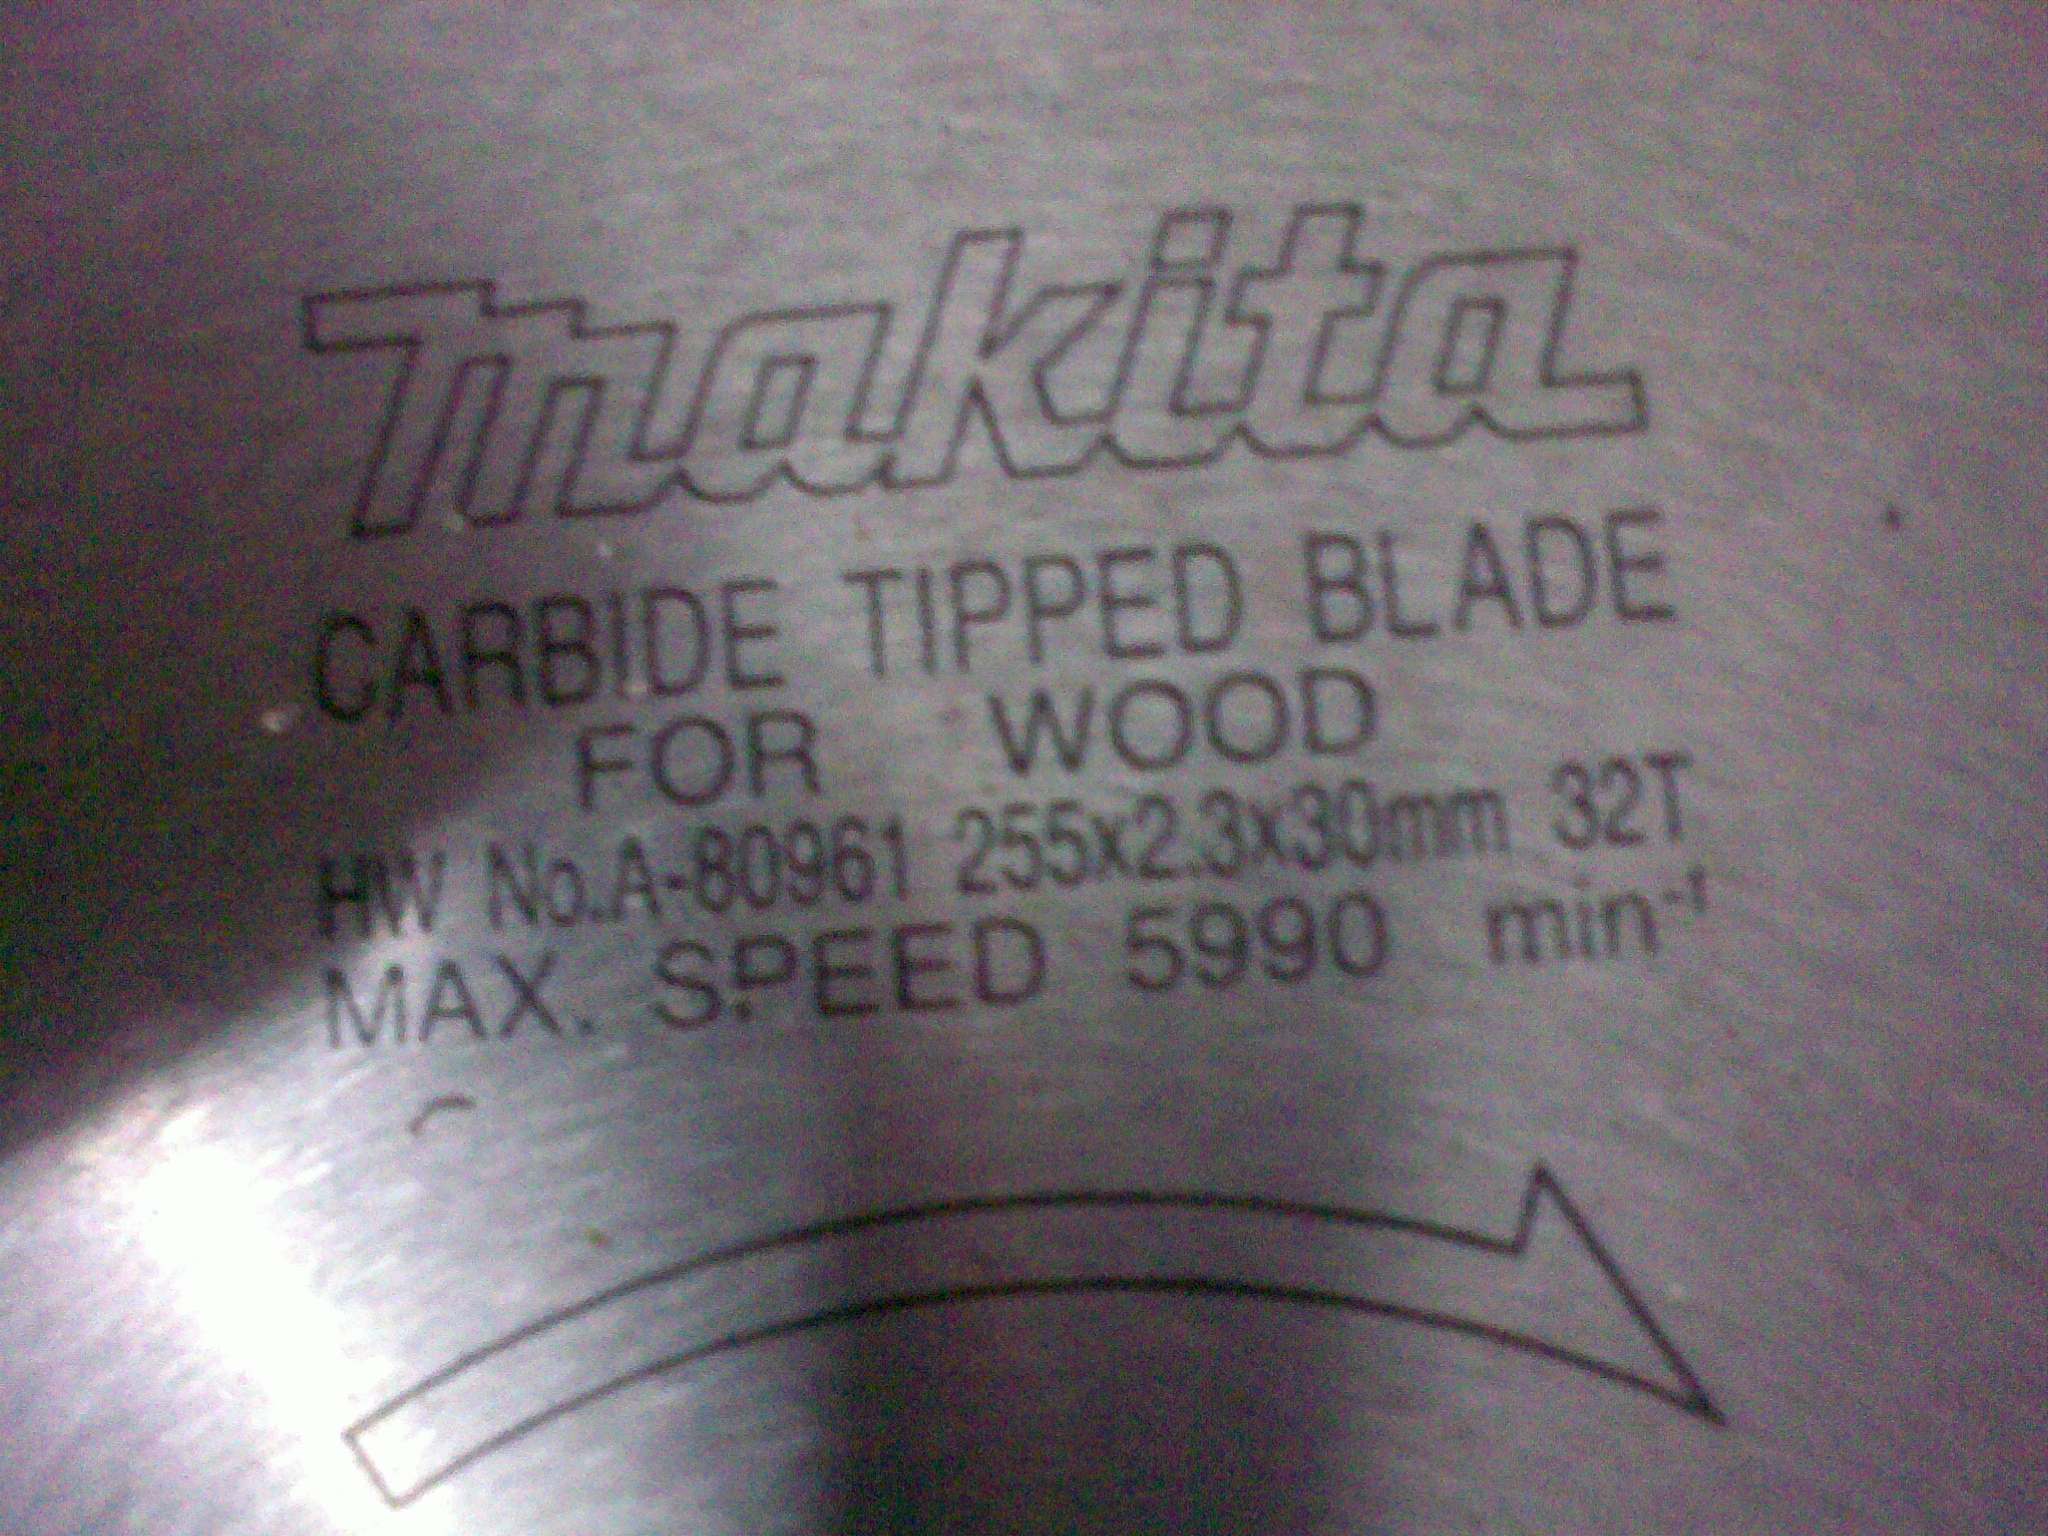 makita
CARBIDE TIPPED BLADE
FOR WOOD
HW No.A-80961 255x2.3x30mm 32T
MAX. SPEED 5990 min⁻¹